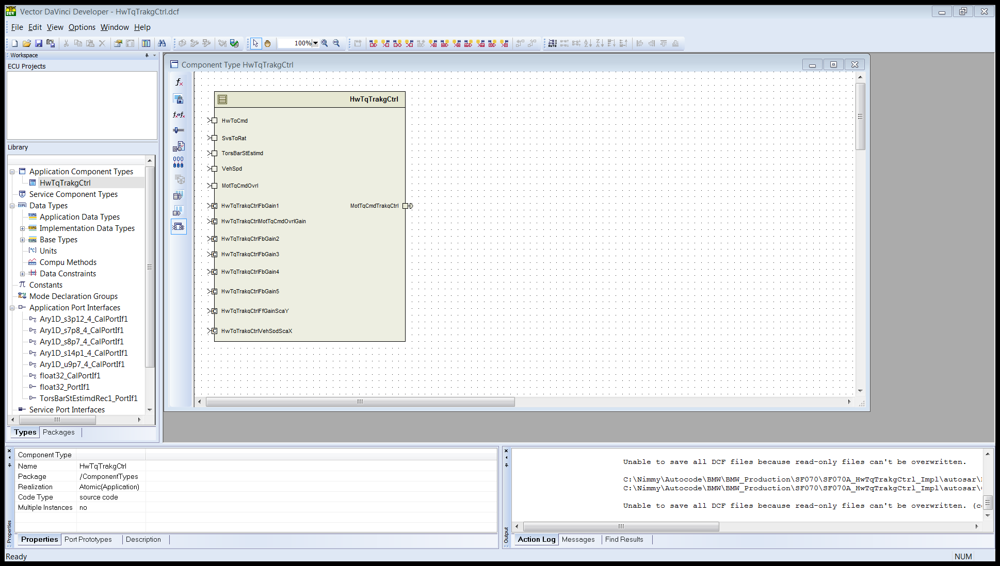 Vector DaVinci Developer - HwTqTrakgCtrl.dcf
File Edit View Options Window Help
100%
Workspace
ECU Projects
Library
Application Component Types
HwTqTrakgCtrl
Service Component Types
Data Types
Application Data Types
Implementation Data Types
Base Types
Units
Compu Methods
Data Constraints
Constants
Mode Declaration Groups
Application Port Interfaces
Ary1D_s3p12_4_CalPortIf1
Ary1D_s7p8_4_CalPortIf1
Ary1D_s8p7_4_CalPortIf1
Ary1D_s14p1_4_CalPortIf1
Ary1D_u9p7_4_CalPortIf1
float32_CalPortIf1
float32_PortIf1
TorsBarStEstimdRec1_PortIf1
Service Port Interfaces
Types Packages
Component Type HwTqTrakgCtrl
HwTqTrakgCtrl
HwTqCmd
SysTqRat
TorsBarStEstimd
VehSpd
MotTqCmdOvrl
HwTqTrakgCtrlFbGain1
MotTqCmdTrakgCtrl
HwTqTrakgCtrlMotTqCmdOvrlGain
HwTqTrakgCtrlFbGain2
HwTqTrakgCtrlFbGain3
HwTqTrakgCtrlFbGain4
HwTqTrakgCtrlFbGain5
HwTqTrakgCtrlFfGainScaY
HwTqTrakgCtrlVehSpdScaX
Component Type
Name HwTqTrakgCtrl
Package /ComponentTypes
Realization Atomic(Application)
Code Type source code
Multiple Instances no
Properties
Properties Port Prototypes Description
Unable to save all DCF files because read-only files can't be overwritten.
C:\Nimmy\Autocode\BMW\BMW_Production\SF070\SF070A_HwTqTrakgCtrl_Impl\autosar\
C:\Nimmy\Autocode\BMW\BMW_Production\SF070\SF070A_HwTqTrakgCtrl_Impl\autosar\
Unable to save all DCF files because read-only files can't be overwritten.
Output
Action Log Messages Find Results
Ready
NUM